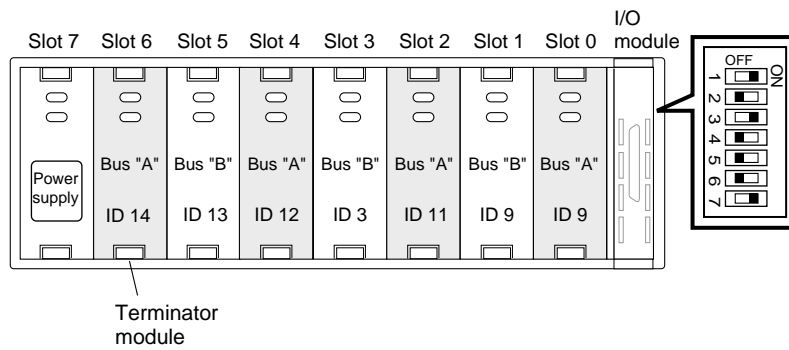 I/O
module
Slot 7 Slot 6 Slot 5 Slot 4 Slot 3 Slot 2 Slot 1 Slot 0
OFF
ON
1
2
3
4
5
6
7
Power
supply
Bus "A" Bus "B" Bus "A" Bus "B" Bus "A" Bus "B" Bus "A"
ID 14 ID 13 ID 12 ID 3 ID 11 ID 9 ID 9
Terminator
module